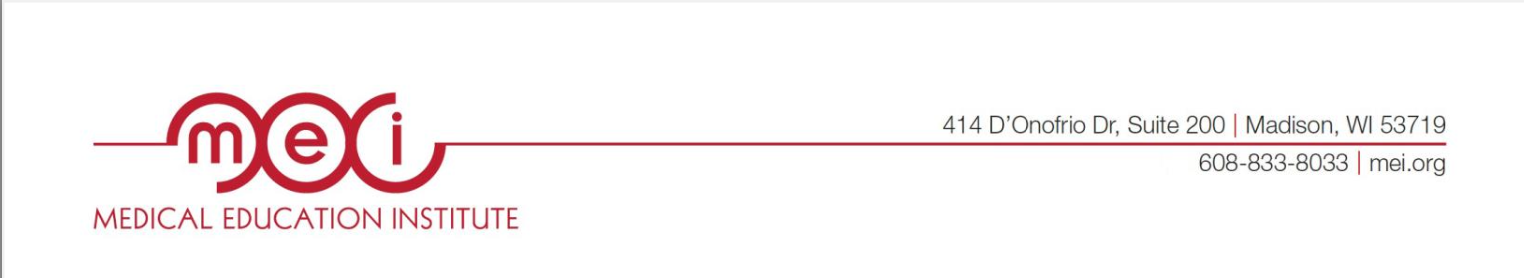 mei
MEDICAL EDUCATION INSTITUTE
414 D'Onofrio Dr, Suite 200 | Madison, WI 53719
608-833-8033 | mei.org